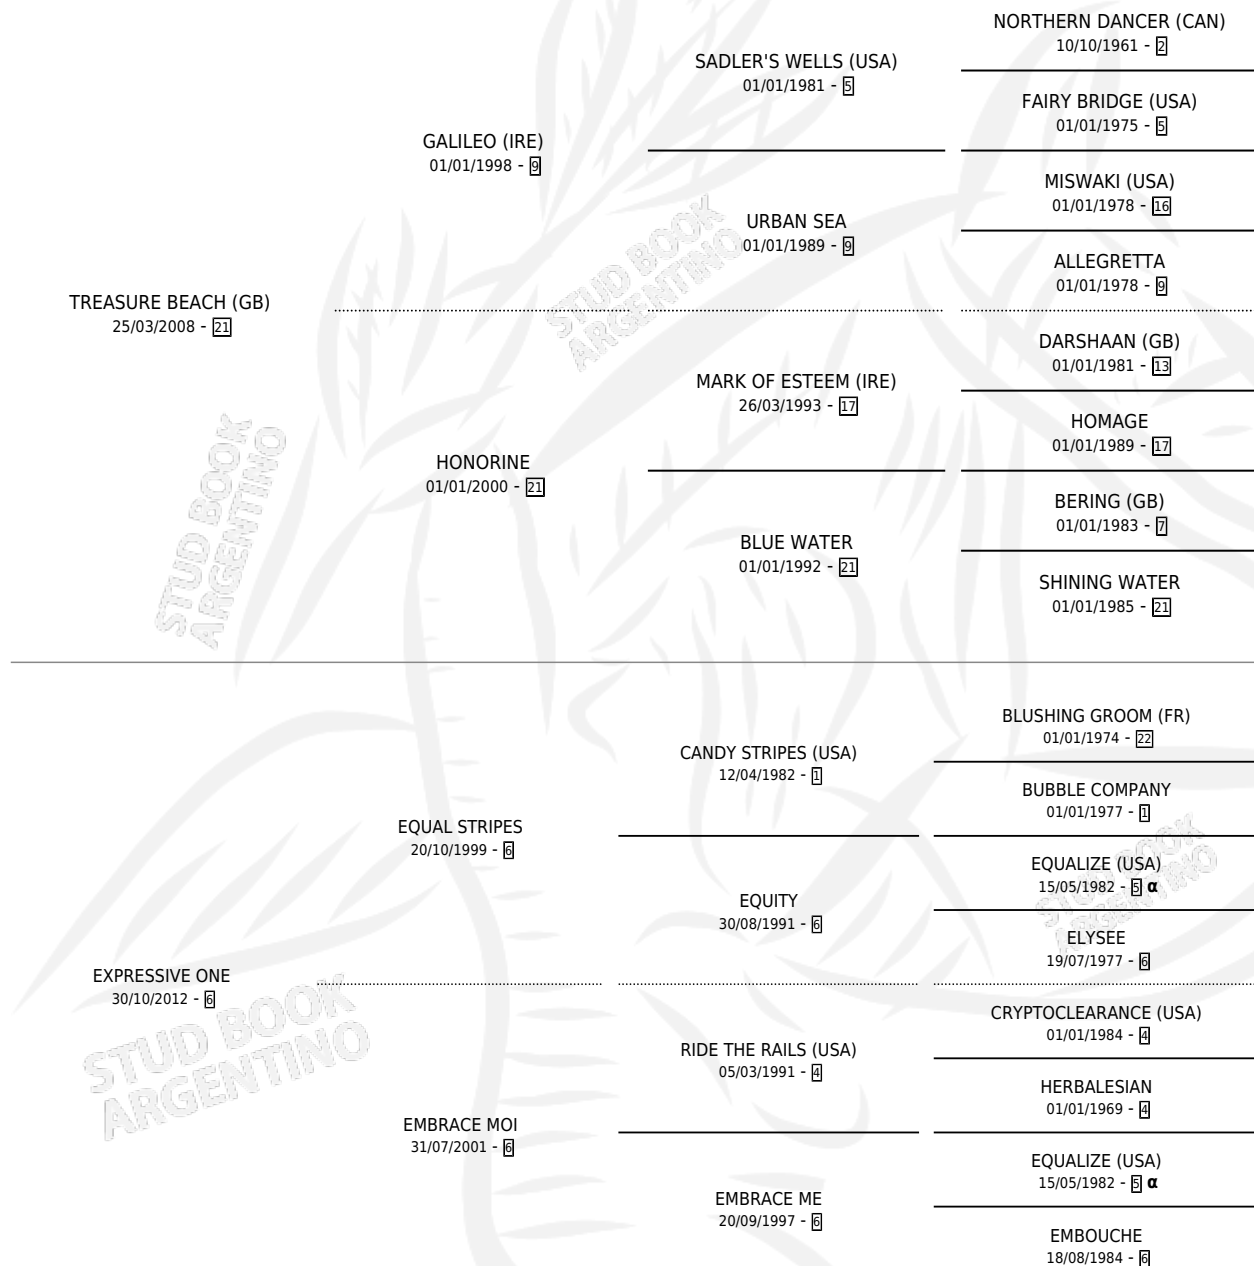 NORTHERN DANCER (CAN)
10/10/1961 - 2
SADLER'S WELLS (USA)
01/01/1981 - 5
FAIRY BRIDGE (USA)
01/01/1975 - 5
GALILEO (IRE)
01/01/1998 - 9
MISWAKI (USA)
01/01/1978 - 16
URBAN SEA
01/01/1989 - 9
ALLEGRETTA
01/01/1978 - 9
TREASURE BEACH (GB)
25/03/2008 - 21
DARSHAAN (GB)
01/01/1981 - 13
MARK OF ESTEEM (IRE)
26/03/1993 - 17
HOMAGE
01/01/1989 - 17
HONORINE
01/01/2000 - 21
BERING (GB)
01/01/1983 - 7
BLUE WATER
01/01/1992 - 21
SHINING WATER
01/01/1985 - 21
BLUSHING GROOM (FR)
01/01/1974 - 22
CANDY STRIPES (USA)
12/04/1982 - 1
BUBBLE COMPANY
01/01/1977 - 1
EQUAL STRIPES
20/10/1999 - 6
EQUALIZE (USA)
15/05/1982 - 5 α
EQUITY
30/08/1991 - 6
ELYSEE
19/07/1977 - 6
EXPRESSIVE ONE
30/10/2012 - 6
CRYPTOCLEARANCE (USA)
01/01/1984 - 4
RIDE THE RAILS (USA)
05/03/1991 - 4
HERBALESIAN
01/01/1969 - 4
EMBRACE MOI
31/07/2001 - 6
EQUALIZE (USA)
15/05/1982 - 5 α
EMBRACE ME
20/09/1997 - 6
EMBOUCHE
18/08/1984 - 6
STUD BOOK
ARGENTINO
STUD BOOK
ARGENTINO
STUD BOOK
ARGENTINO
STUD BOOK
ARGENTINO